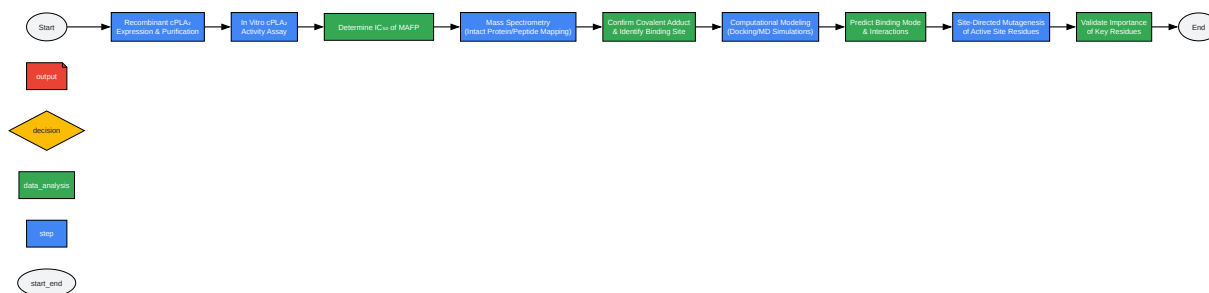 Start
Recombinant cPLA₂
Expression & Purification
In Vitro cPLA₂
Activity Assay
Determine IC₅₀ of MAFP
Mass Spectrometry
(Intact Protein/Peptide Mapping)
Confirm Covalent Adduct
& Identify Binding Site
Computational Modeling
(Docking/MD Simulations)
Predict Binding Mode
& Interactions
Site-Directed Mutagenesis
of Active Site Residues
Validate Importance
of Key Residues
End
output
decision
data_analysis
step
start_end